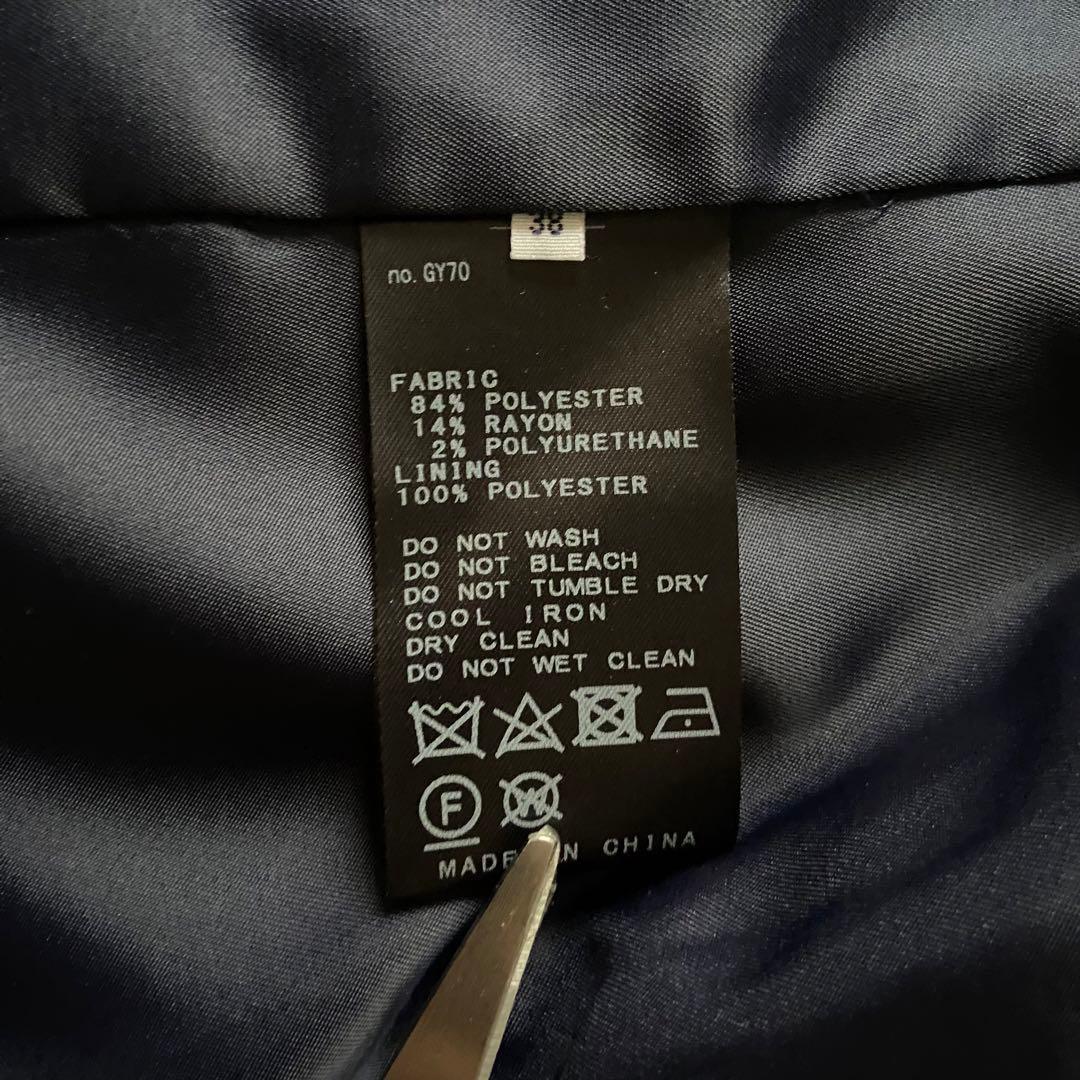 38
no. GY70
FABRIC
84% POLYESTER
14% RAYON
2% POLYURETHANE
LINING
100% POLYESTER
DO NOT WASH
DO NOT BLEACH
DO NOT TUMBLE DRY
COOL IRON
DRY CLEAN
DO NOT WET CLEAN
F W
MADE IN CHINA